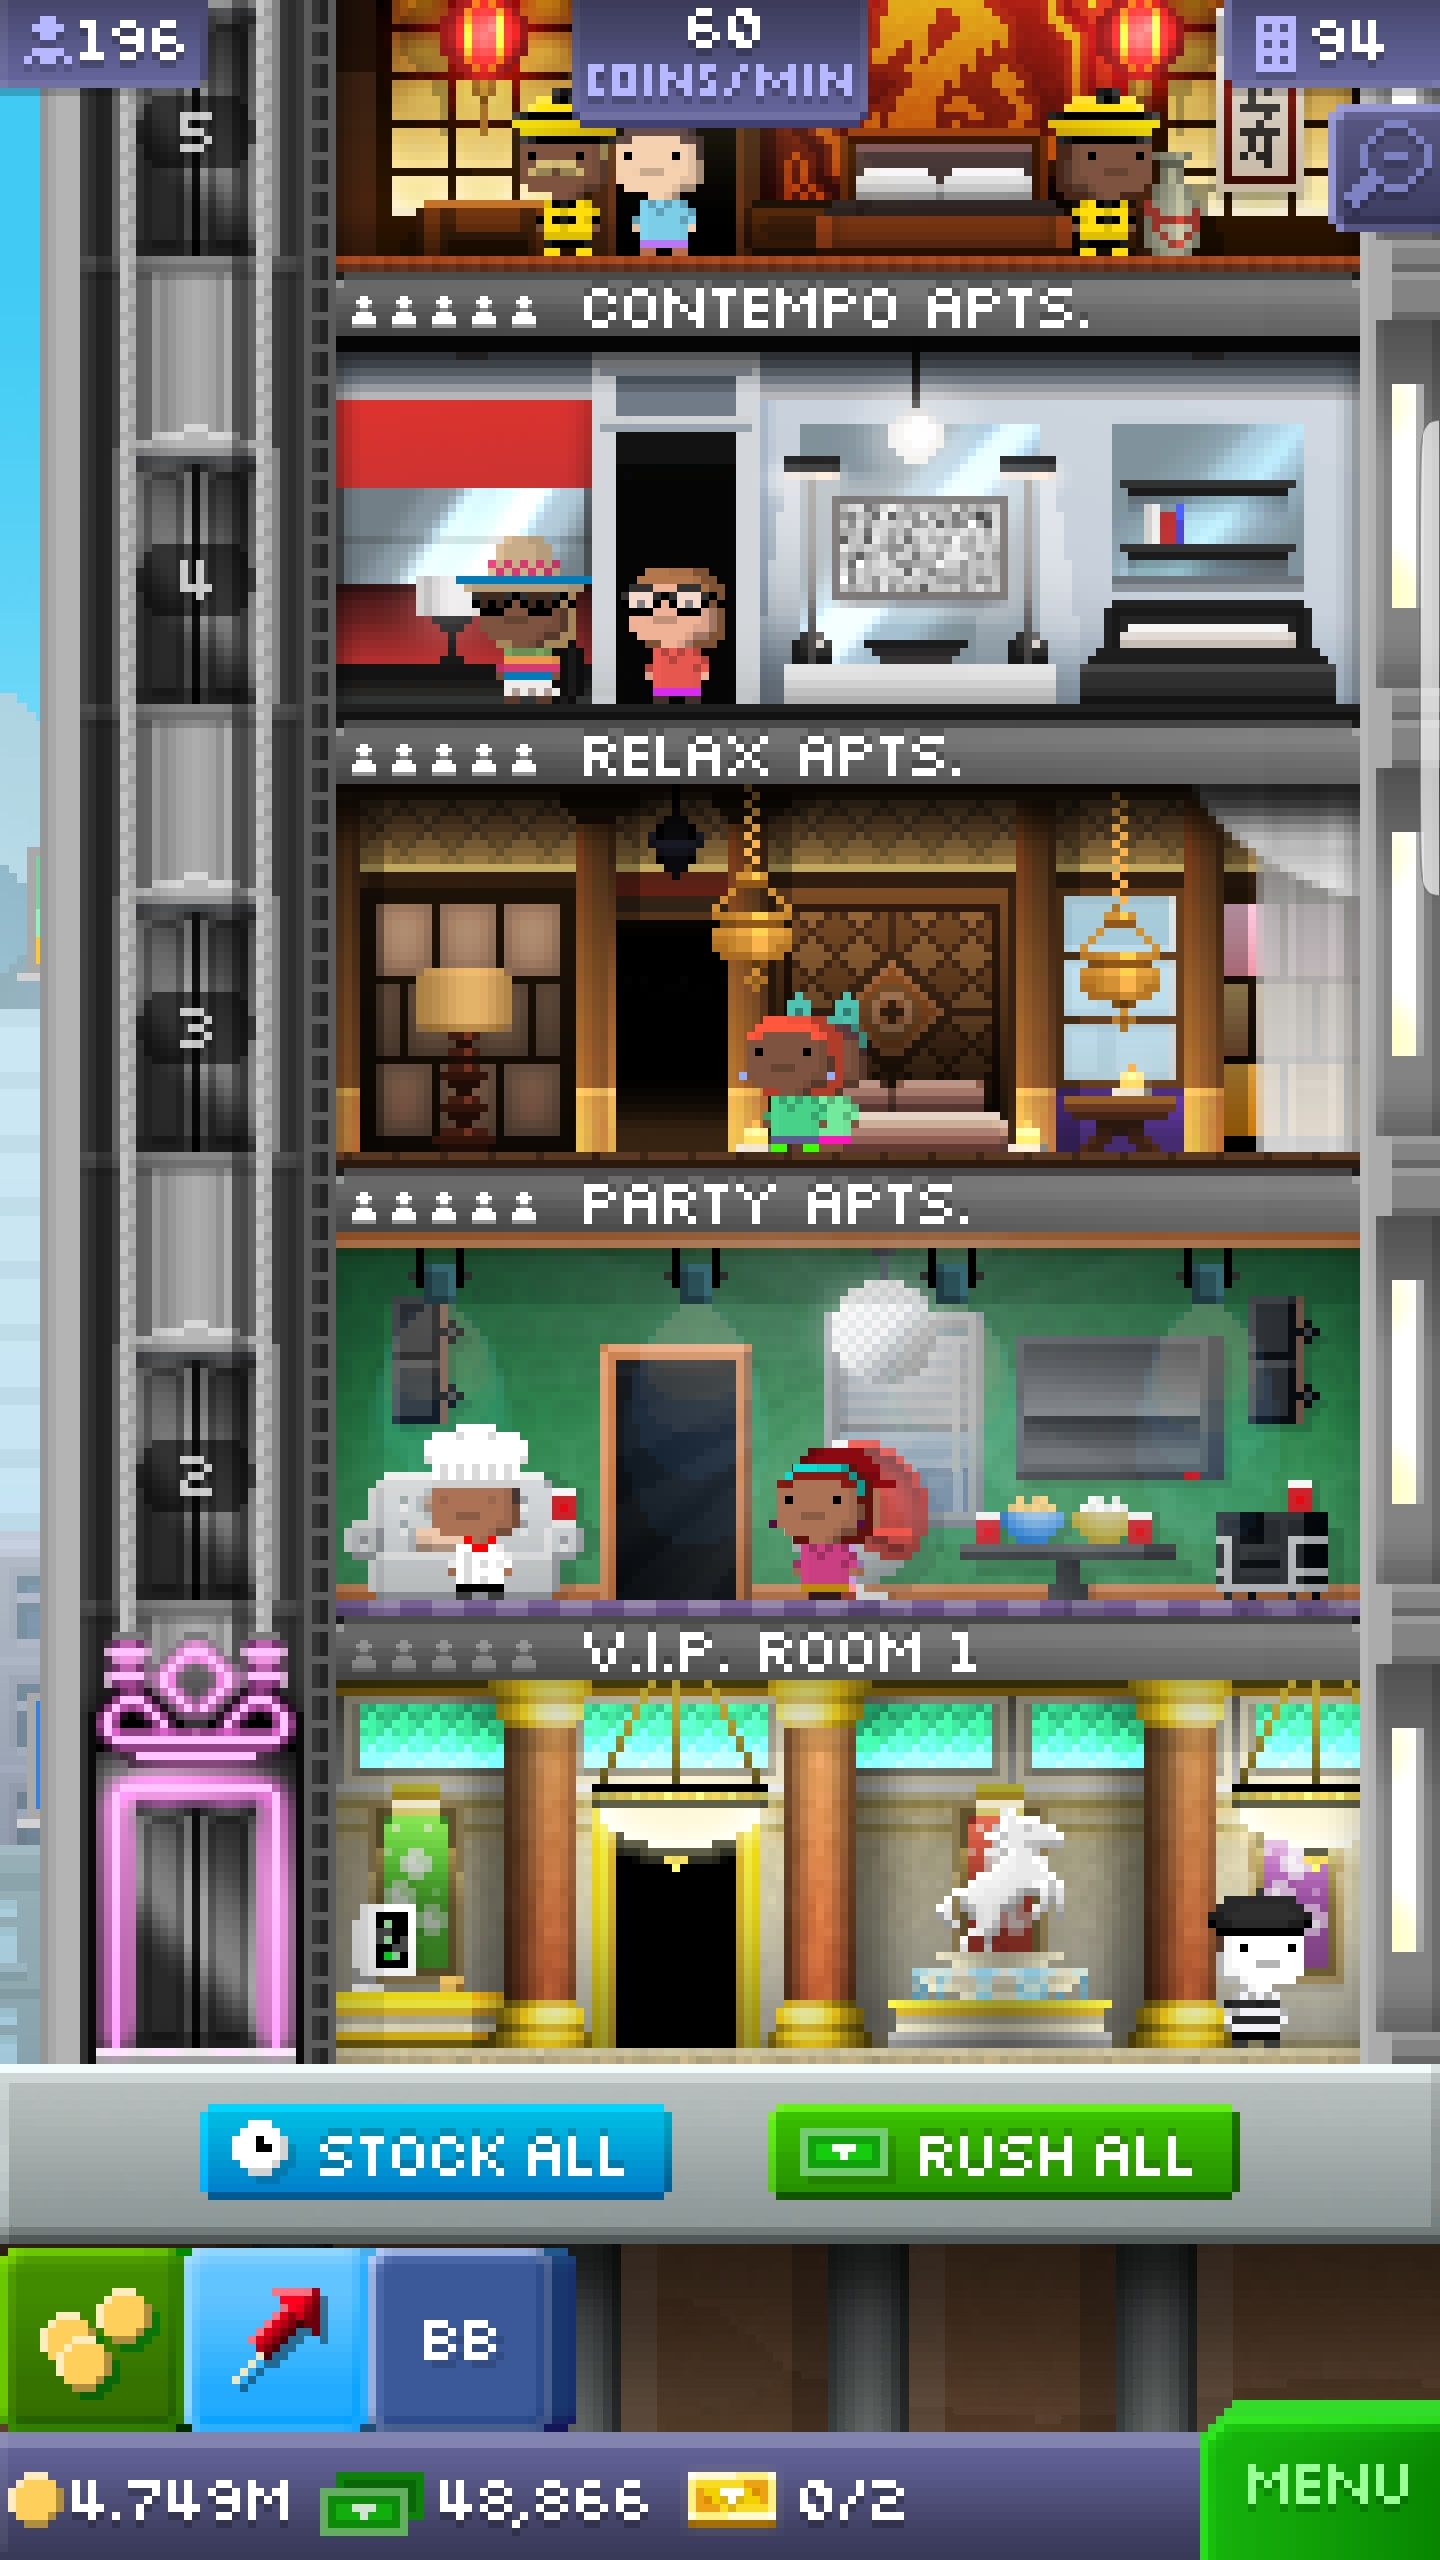 196
60
COINS/MIN
94
5
CONTEMPO APTS.
4
RELAX APTS.
3
PARTY APTS.
2
V.I.P. ROOM 1
STOCK ALL
RUSH ALL
BB
4.749M
48,866
0/2
MENU